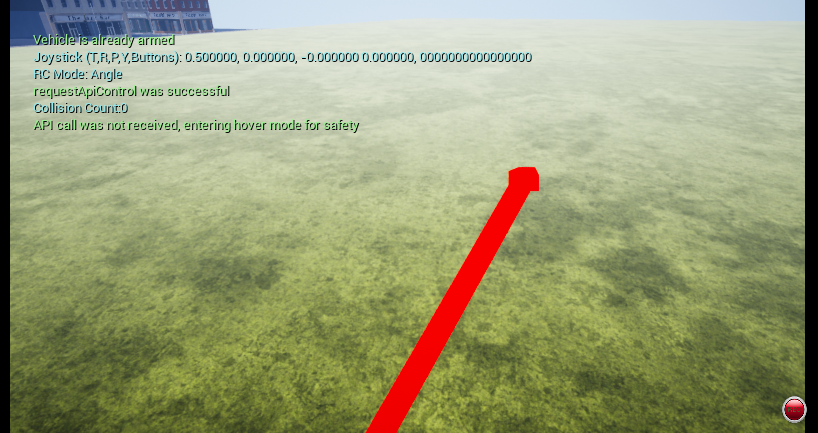 Vehicle is already armed
Joystick (T,R,P,Y,Buttons): 0.500000, 0.000000, -0.000000 0.000000, 0000000000000000
RC Mode: Angle
requestApiControl was successful
Collision Count:0
API call was not received, entering hover mode for safety